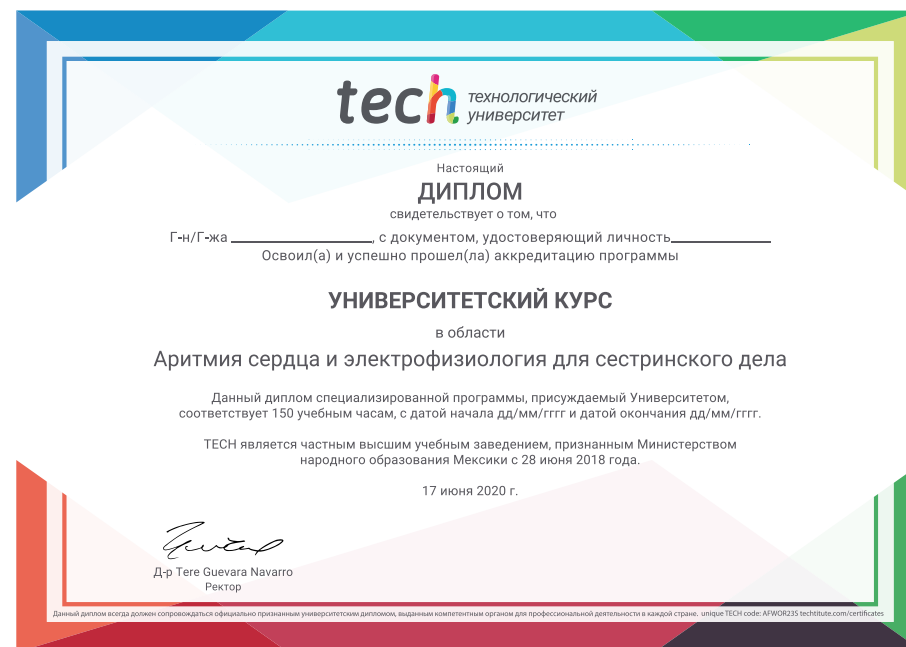 tech технологический
университет
Настоящий
ДИПЛОМ
свидетельствует о том, что
Г-н/Г-жа ____________________, с документом, удостоверяющий личность______________
Освоил(а) и успешно прошел(ла) аккредитацию программы
УНИВЕРСИТЕТСКИЙ КУРС
в области
Аритмия сердца и электрофизиология для сестринского дела
Данный диплом специализированной программы, присуждаемый Университетом,
соответствует 150 учебным часам, с датой начала дд/мм/гггг и датой окончания дд/мм/гггг.
TECH является частным высшим учебным заведением, признанным Министерством
народного образования Мексики с 28 июня 2018 года.
17 июня 2020 г.
Д-р Tere Guevara Navarro
Ректор
Данный диплом всегда должен сопровождаться официально признанным университетским дипломом, выданным компетентным органом для профессиональной деятельности в каждой стране. unique TECH code: AFWOR23S techtitute.com/certificates